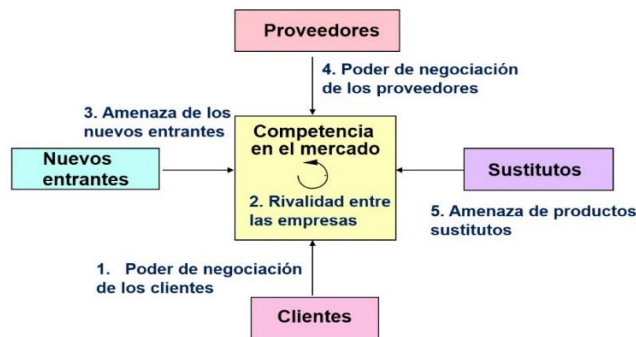 Proveedores
4. Poder de negociación
de los proveedores
3. Amenaza de los
nuevos entrantes
Competencia
en el mercado
Nuevos
entrantes
Sustitutos
2. Rivalidad entre
las empresas
5. Amenaza de productos
sustitutos
1. Poder de negociación
de los clientes
Clientes